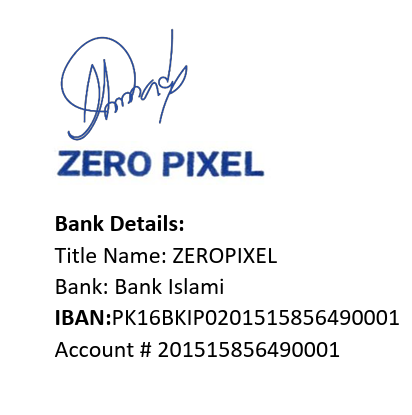 ZERO PIXEL
Bank Details:
Title Name: ZEROPIXEL
Bank: Bank Islami
IBAN:PK16BKIP0201515856490001
Account # 201515856490001